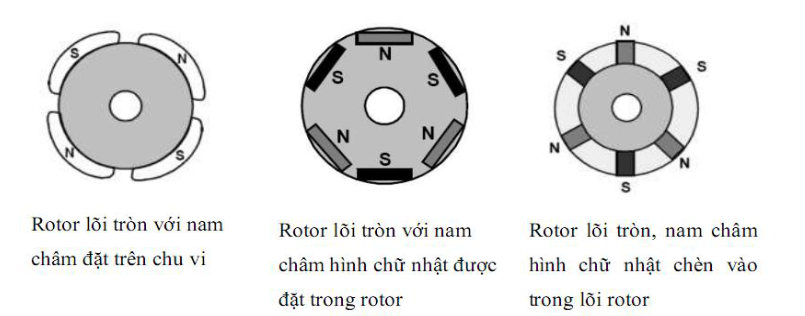 S
N
N
S
N
S
S
N
N
S
N
S
S
N
N
S
Rotor lõi tròn với nam
châm đặt trên chu vi
Rotor lõi tròn với nam
châm hình chữ nhật được
đặt trong rotor
Rotor lõi tròn, nam châm
hình chữ nhật chèn vào
trong lõi rotor